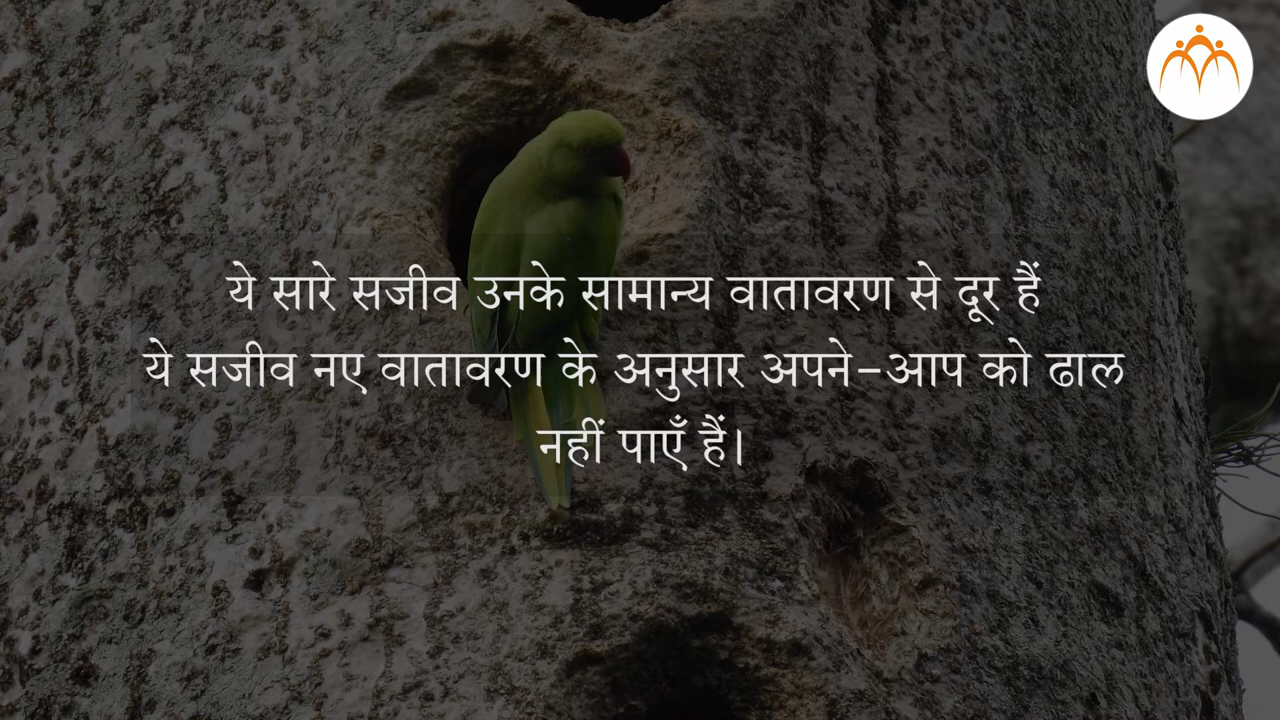 ये सारे सजीव उनके सामान्य वातावरण से दूर हैं
ये सजीव नए वातावरण के अनुसार अपने-आप को ढाल
नहीं पाएँ हैं।